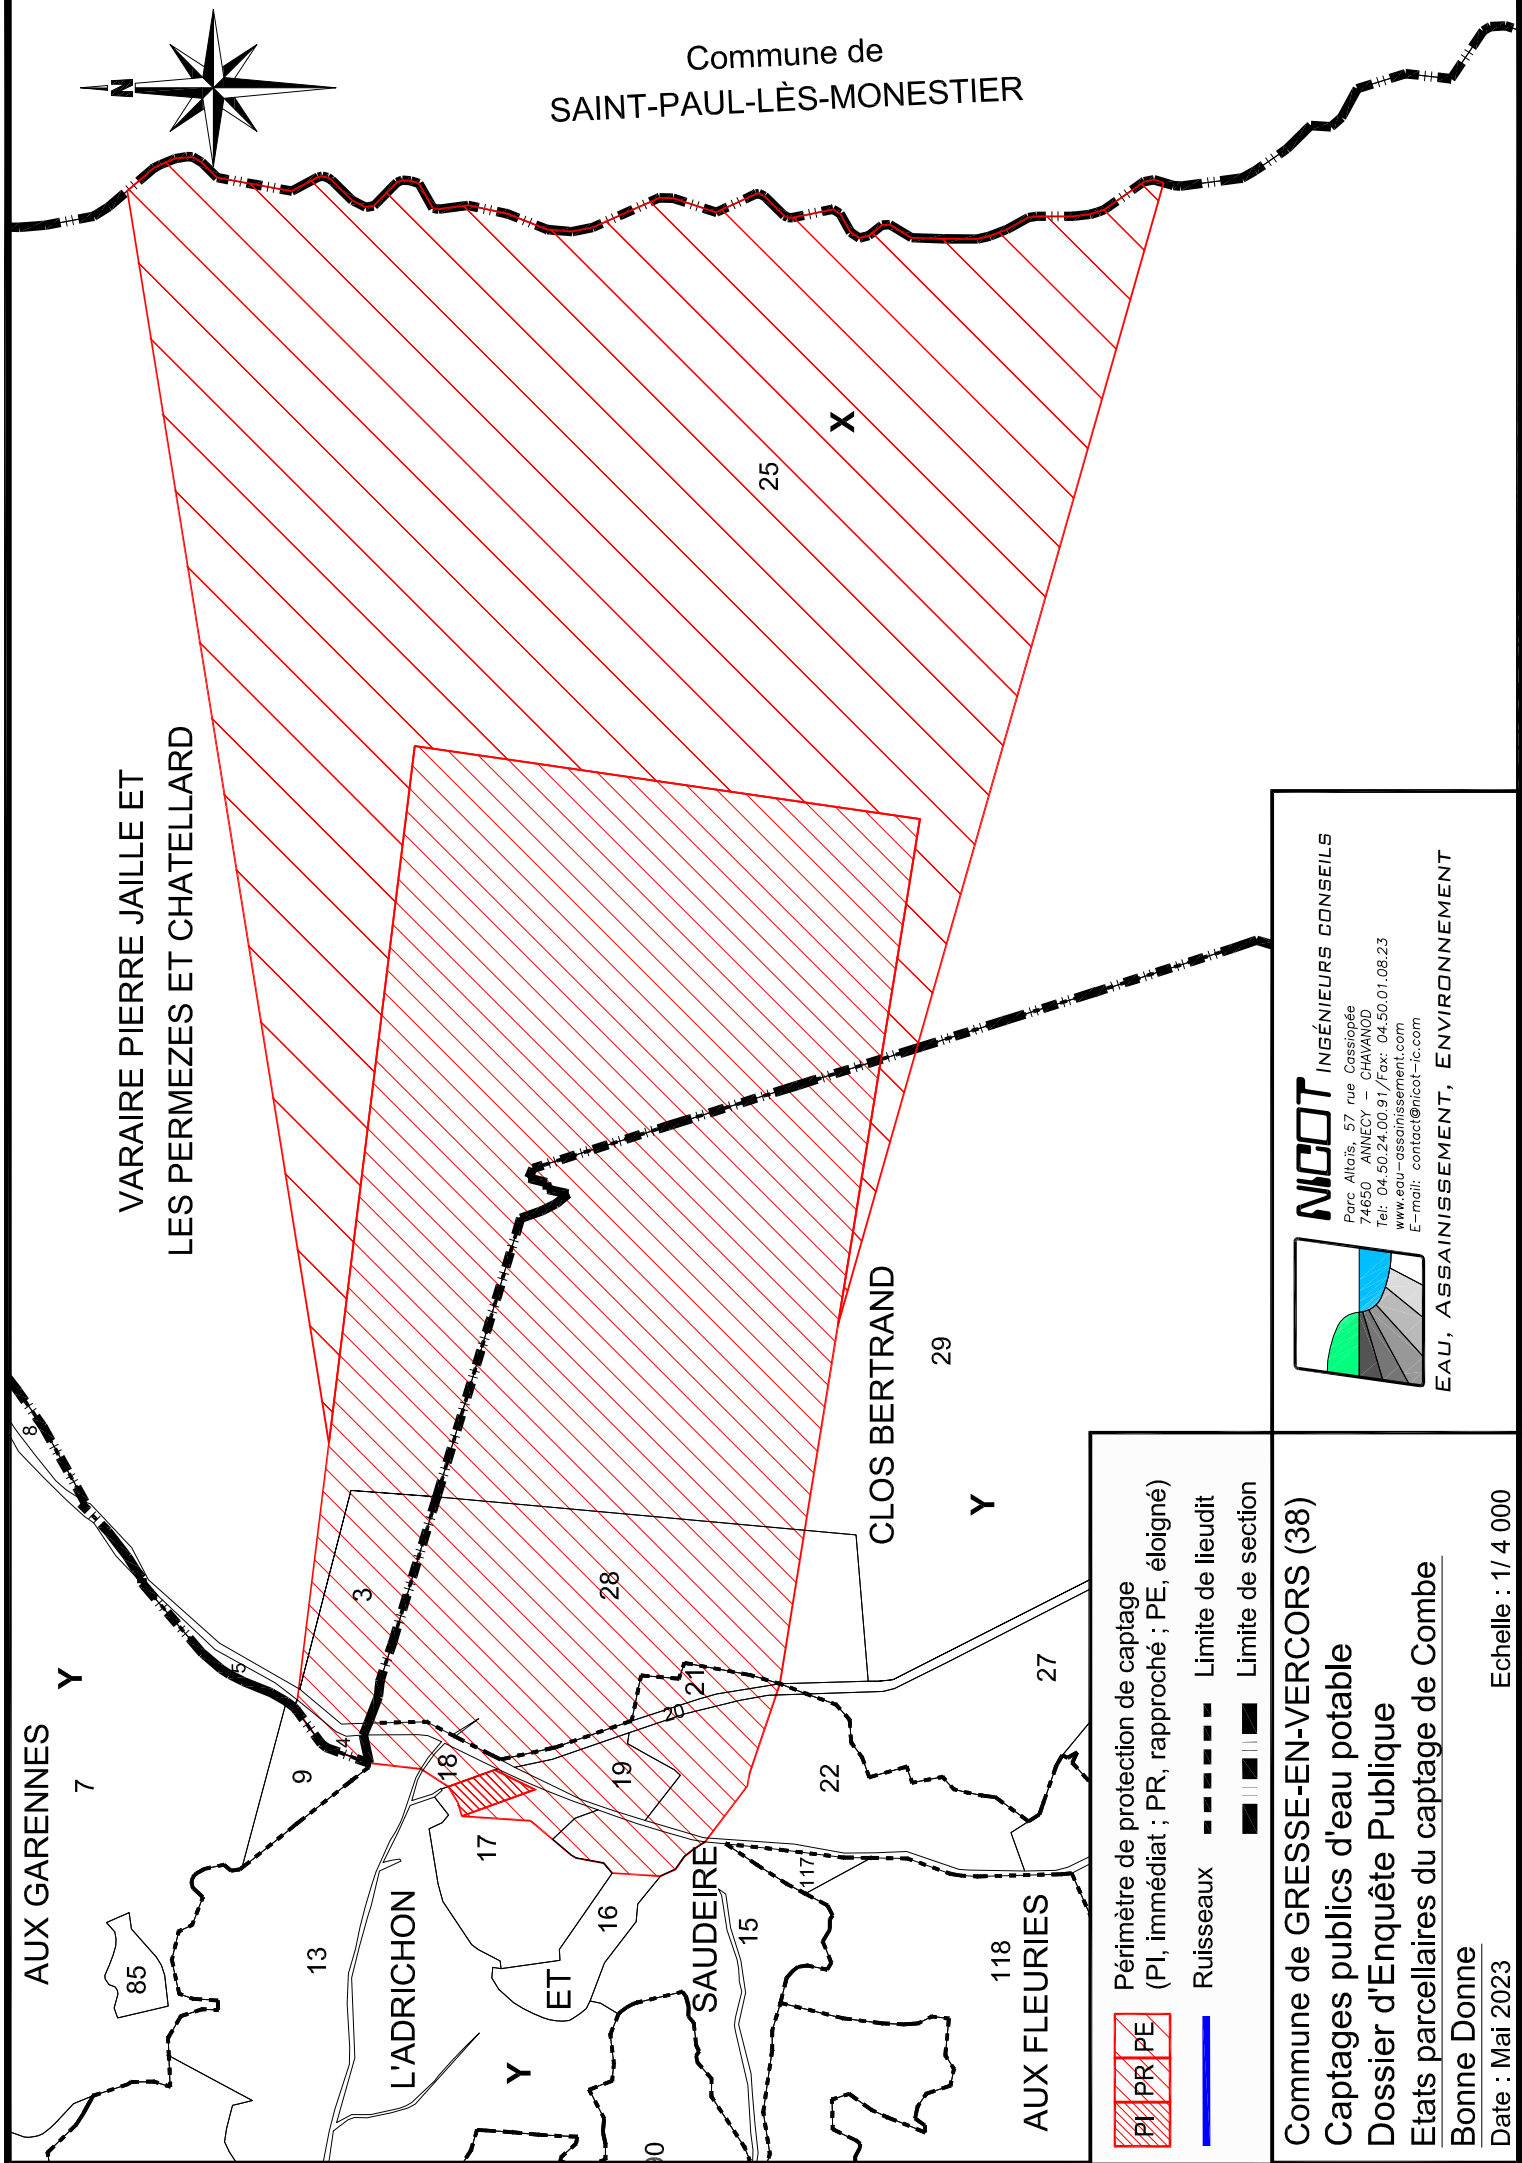 N
Commune de
SAINT-PAUL-LÈS-MONESTIER
X
25
VARAIRE PIERRE JAILLE ET
LES PERMEZES ET CHATELLARD
CLOS BERTRAND
29
Y
8
Y
5
AUX GARENNES
7
3
28
4
9
18
21
20
19
27
22
17
85
13
L'ADRICHON
16
ET
SAUDEIRE
15
117
118
Y
AUX FLEURIES
90
PI PR PE
Périmètre de protection de captage
(PI, immédiat ; PR, rapproché ; PE, éloigné)
Ruisseaux
Limite de lieudit
Limite de section
NICOT INGÉNIEURS CONSEILS
Parc Altaïs, 57 rue Cassiopée
74650 ANNECY - CHAVANOD
Tel: 04.50.24.00.91/Fax: 04.50.01.08.23
www.eau-assainissement.com
E-mail: contact@nicot-ic.com
EAU, ASSAINISSEMENT, ENVIRONNEMENT
Commune de GRESSE-EN-VERCORS (38)
Captages publics d'eau potable
Dossier d'Enquête Publique
Etats parcellaires du captage de Combe
Bonne Donne
Date : Mai 2023
Echelle : 1/ 4 000